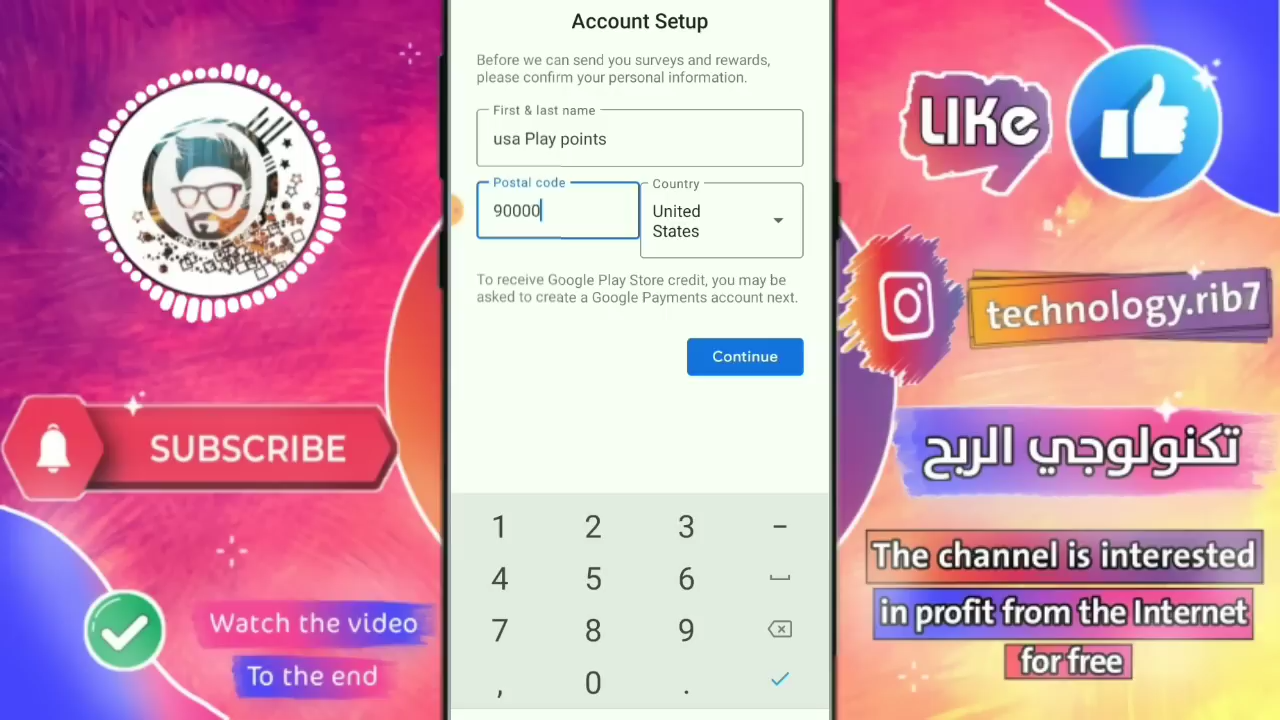 SUBSCRIBE
Watch the video
To the end
Account Setup
Before we can send you surveys and rewards,
please confirm your personal information.
First & last name
usa Play points
Postal code
90000
Country
United
States
To receive Google Play Store credit, you may be
asked to create a Google Payments account next.
Continue
1 2 3 -
4 5 6
7 8 9
, 0 .
LIKe
technology.rib7
تكنولوجي الربح
The channel is interested
in profit from the Internet
for free